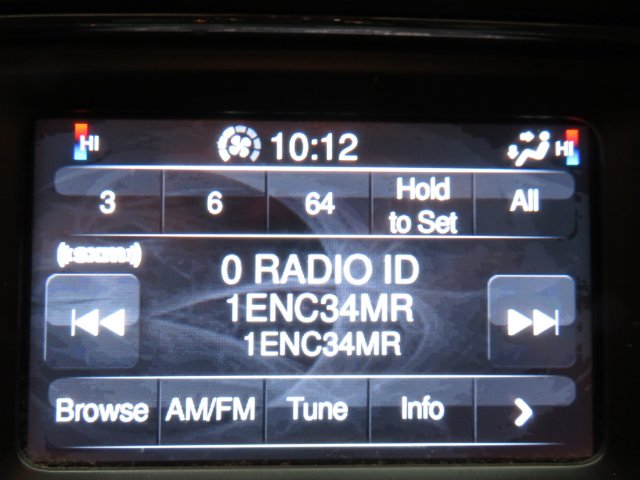 HI 10:12 HI
3 6 64 Hold to Set All
0 RADIO ID
1ENC34MR
1ENC34MR
Browse AM/FM Tune Info